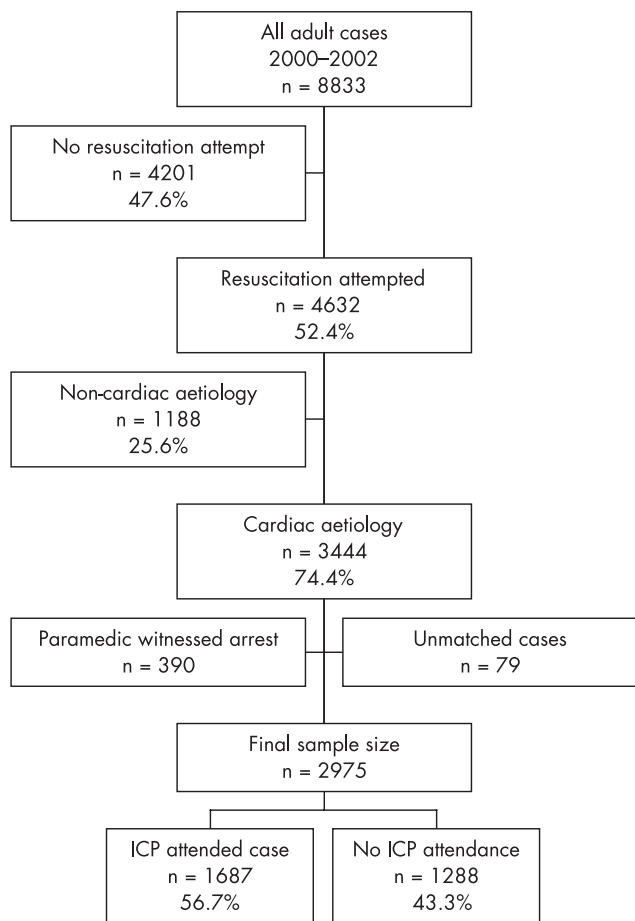 All adult cases
2000–2002
n = 8833
No resuscitation attempt
n = 4201
47.6%
Resuscitation attempted
n = 4632
52.4%
Non-cardiac aetiology
n = 1188
25.6%
Cardiac aetiology
n = 3444
74.4%
Paramedic witnessed arrest
n = 390
Unmatched cases
n = 79
Final sample size
n = 2975
ICP attended case
n = 1687
56.7%
No ICP attendance
n = 1288
43.3%